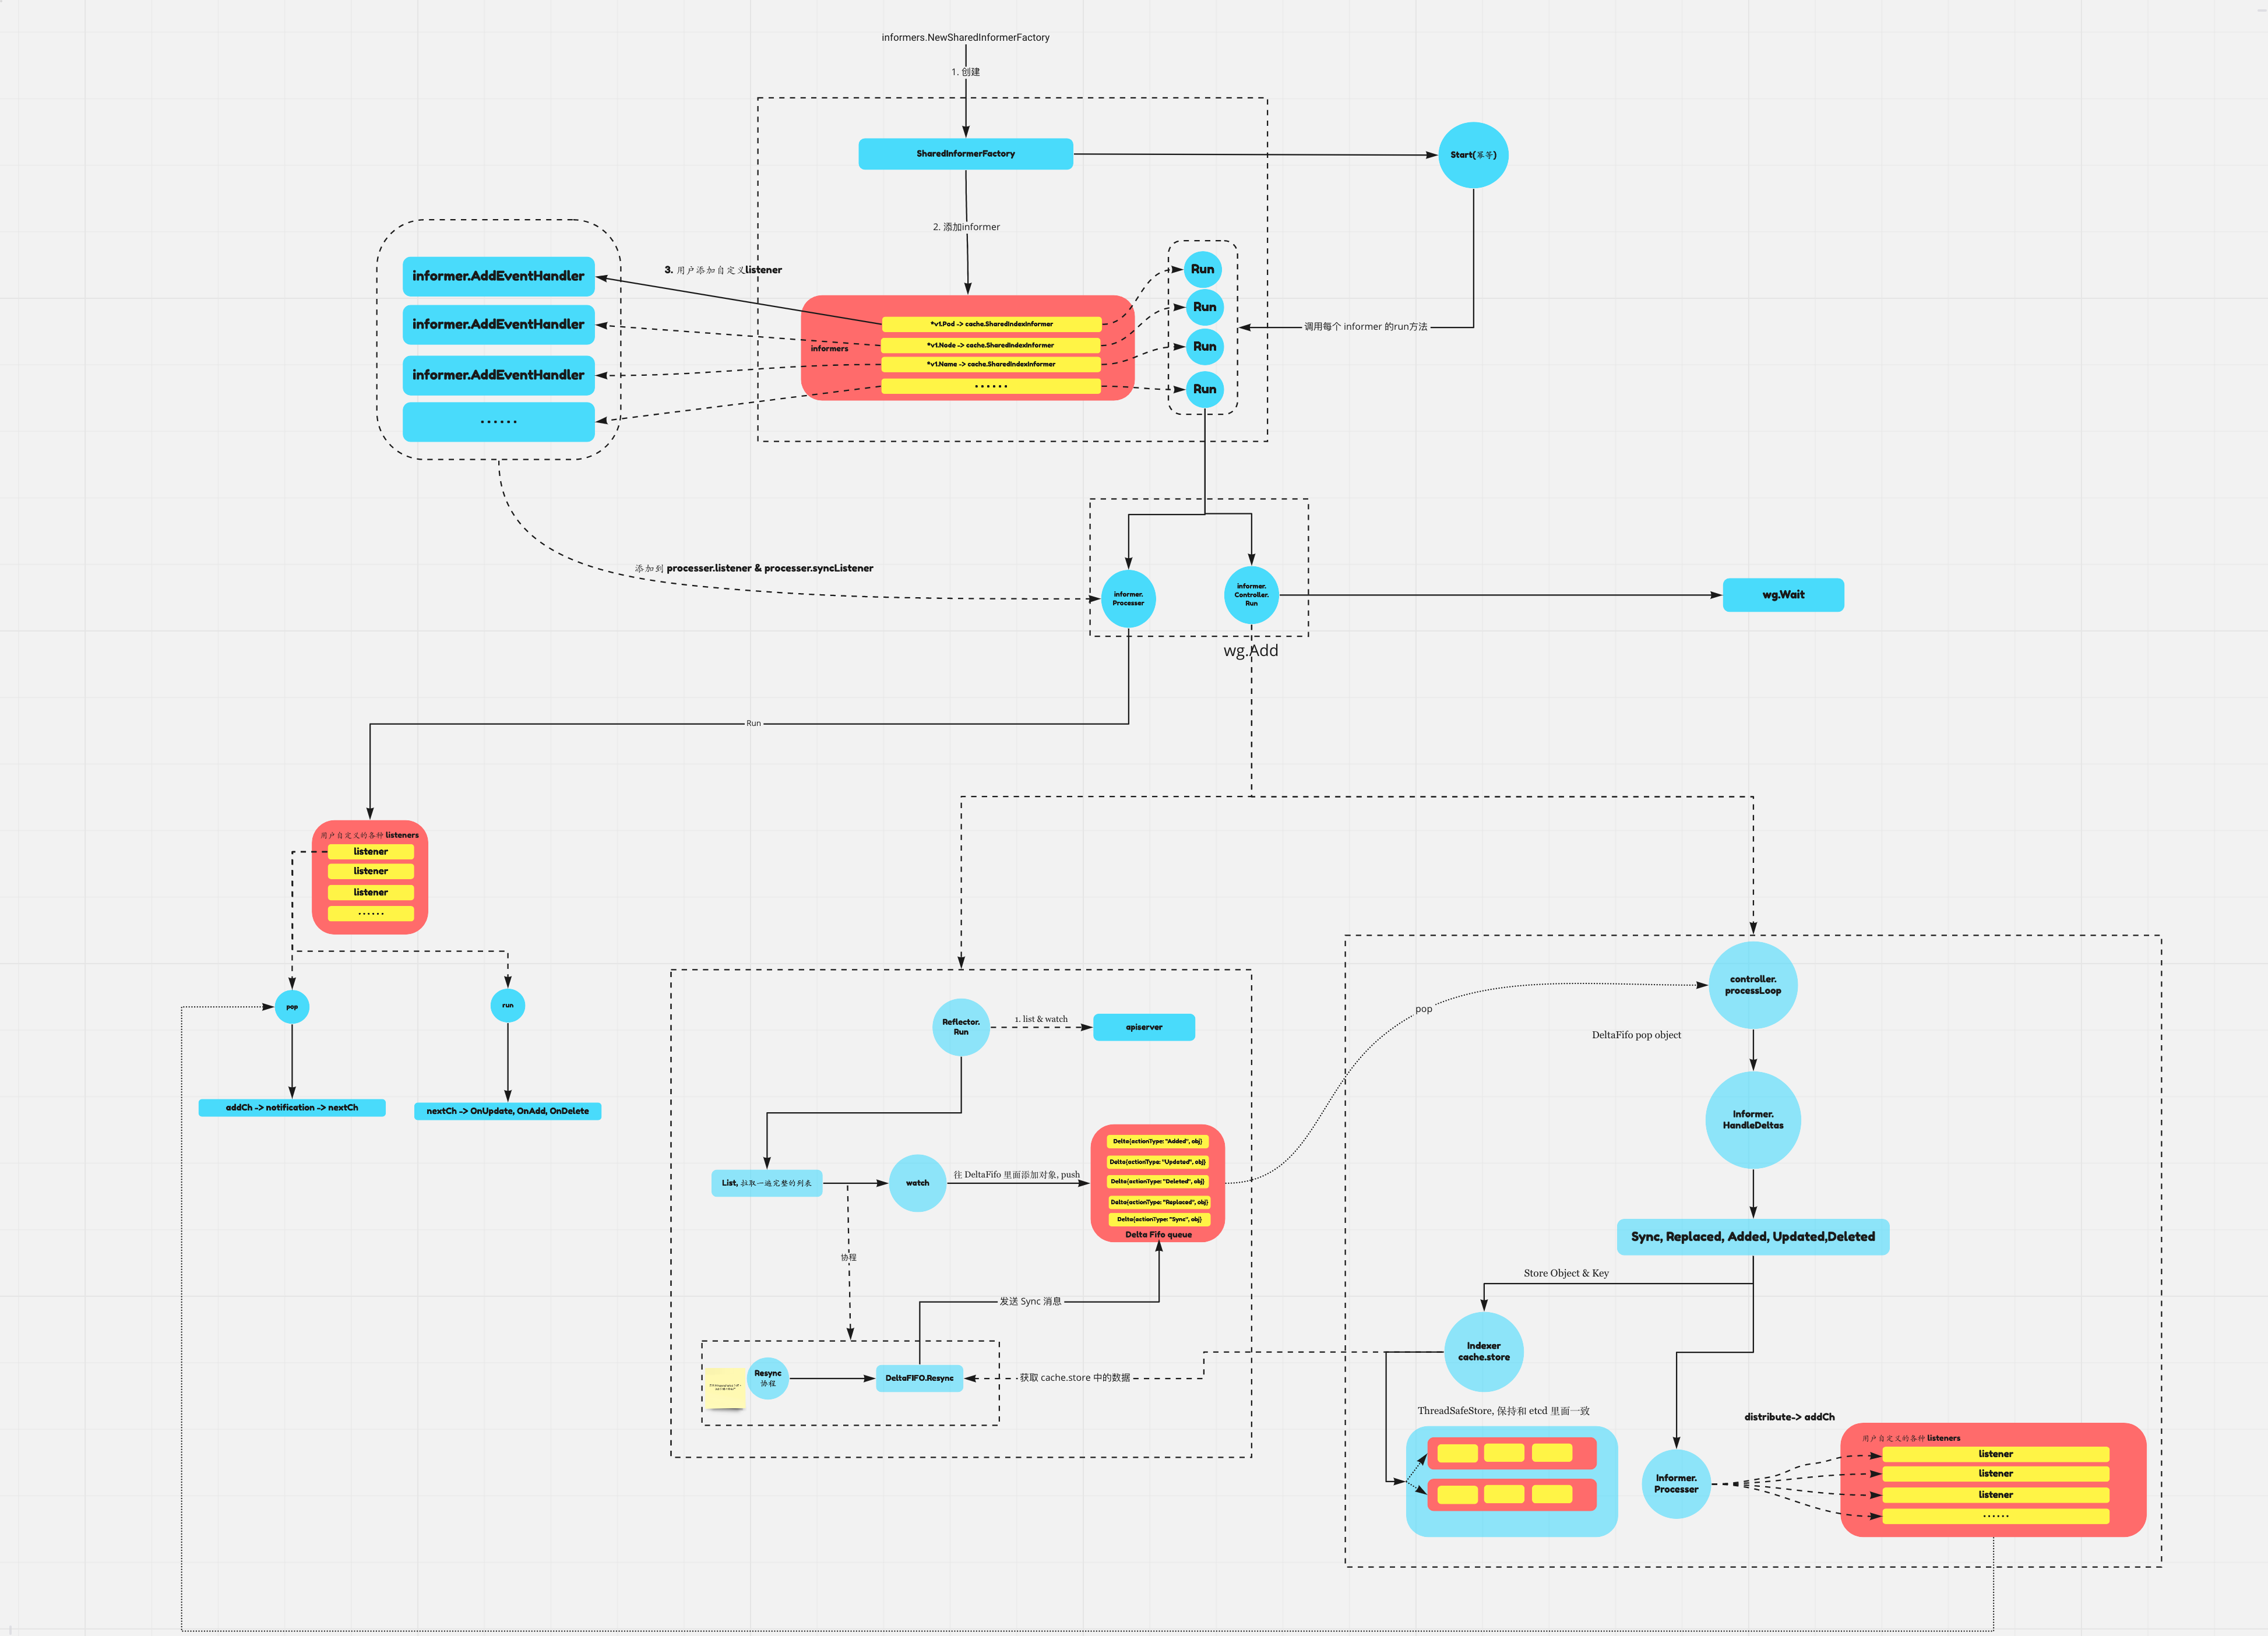 informers.NewSharedInformerFactory
1. 创建
SharedInformerFactory
Start(幂等)
2. 添加informer
informer.AddEventHandler
informer.AddEventHandler
informer.AddEventHandler
······
3. 用户添加自定义listener
informers
*v1.Pod -> cache.SharedIndexInformer
*v1.Node -> cache.SharedIndexInformer
*v1.Name -> cache.SharedIndexInformer
······
Run
Run
Run
Run
调用每个 informer 的run方法
添加到 processer.listener & processer.syncListener
informer.
Processer
informer.
Controller.
Run
wg.Wait
wg.Add
Run
用户自定义的各种 listeners
listener
listener
listener
······
pop
run
addCh -> notification -> nextCh
nextCh -> OnUpdate, OnAdd, OnDelete
Reflector.
Run
1. list & watch
apiserver
List, 拉取一遍完整的列表
watch
往 DeltaFifo 里面添加对象, push
Delta{actionType: "Added", obj}
Delta{actionType: "Updated", obj}
Delta{actionType: "Deleted", obj}
Delta{actionType: "Replaced", obj}
Delta{actionType: "Sync", obj}
Delta Fifo queue
协程
发送 Sync 消息
Resync
协程
DeltaFIFO.Resync
获取 cache.store 中的数据
pop
controller.
processLoop
DeltaFifo pop object
Informer.
HandleDeltas
Sync, Replaced, Added, Updated,Deleted
Store Object & Key
Indexer
cache.store
ThreadSafeStore, 保持和 etcd 里面一致
Informer.
Processer
distribute-> addCh
用户自定义的各种 listeners
listener
listener
listener
······